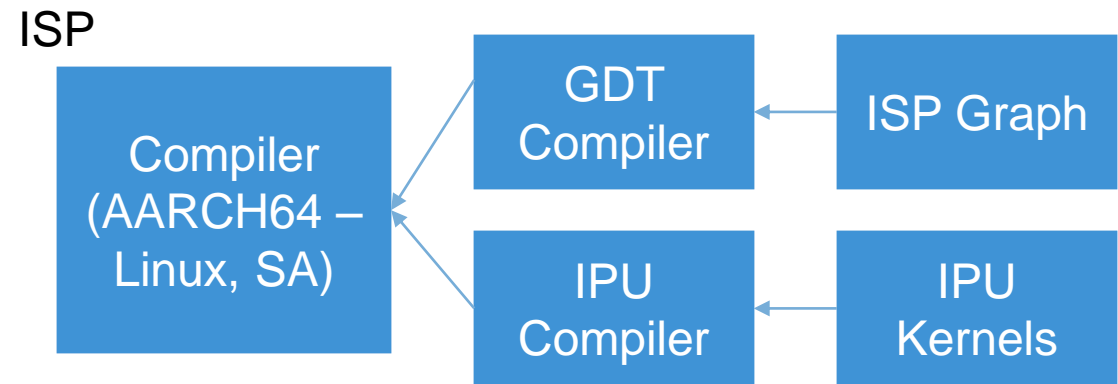 ISP
Compiler
(AARCH64 –
Linux, SA)
GDT
Compiler
ISP Graph
IPU
Compiler
IPU
Kernels